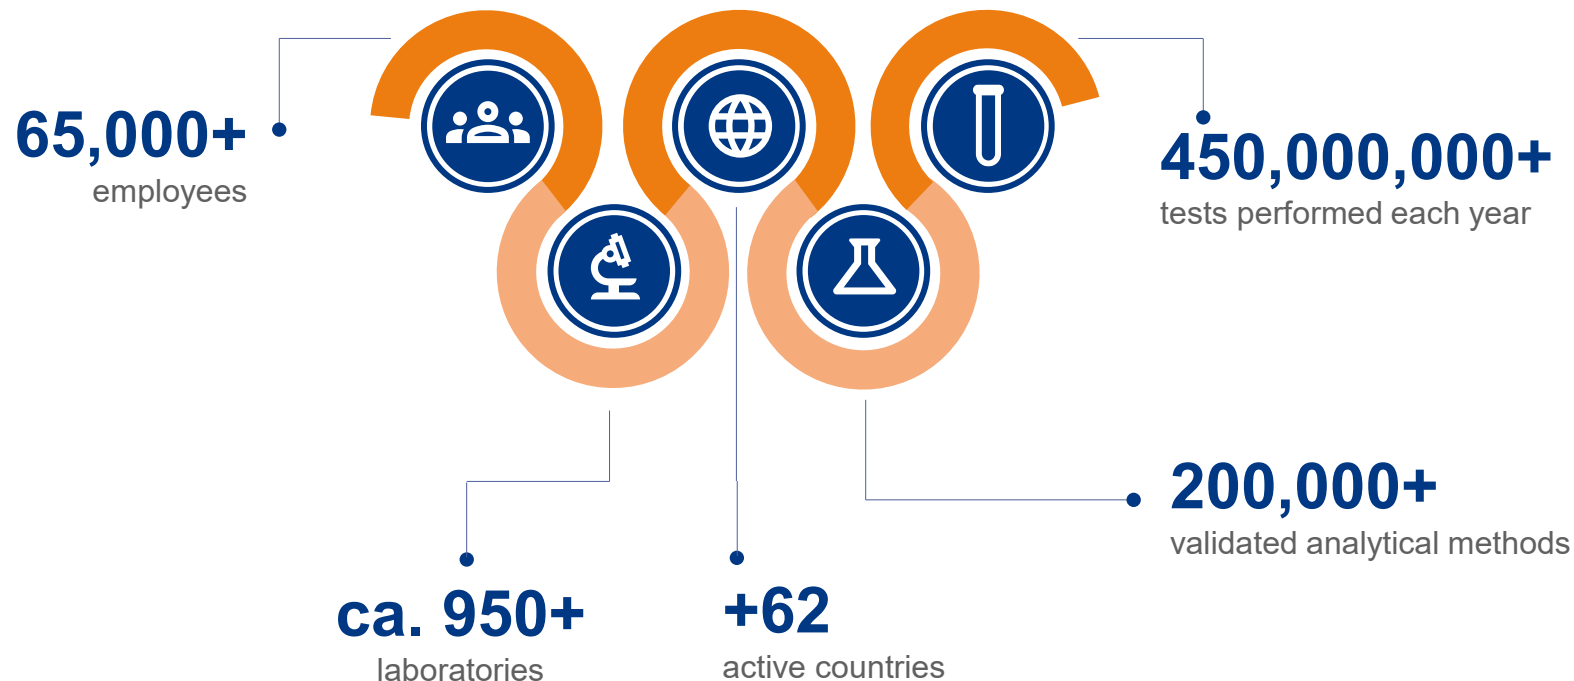 65,000+
employees
450,000,000+
tests performed each year
200,000+
validated analytical methods
ca. 950+
laboratories
+62
active countries